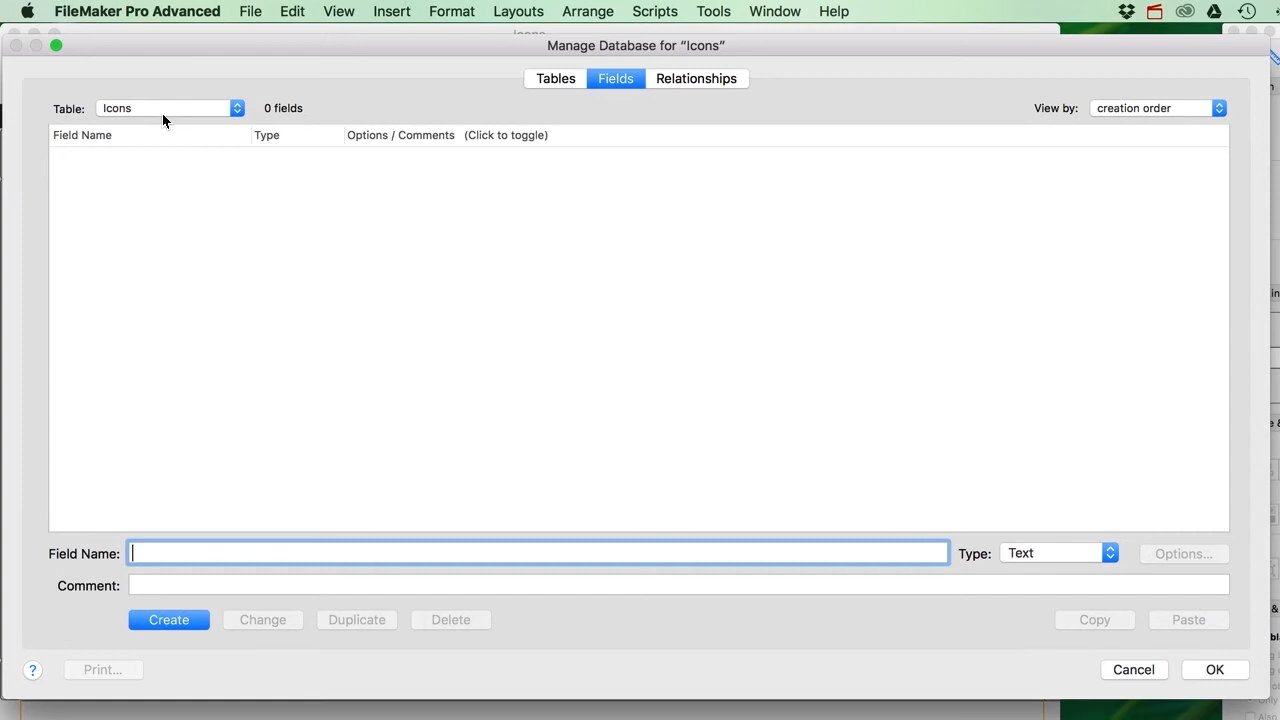 FileMaker Pro Advanced File Edit View Insert Format Layouts Arrange Scripts Tools Window Help
Manage Database for “Icons”
Tables Fields Relationships
Table: Icons 0 fields View by: creation order
Field Name Type Options / Comments (Click to toggle)
Field Name: Type: Text Options...
Comment:
Create Change Duplicate Delete Copy Paste
? Print... Cancel OK